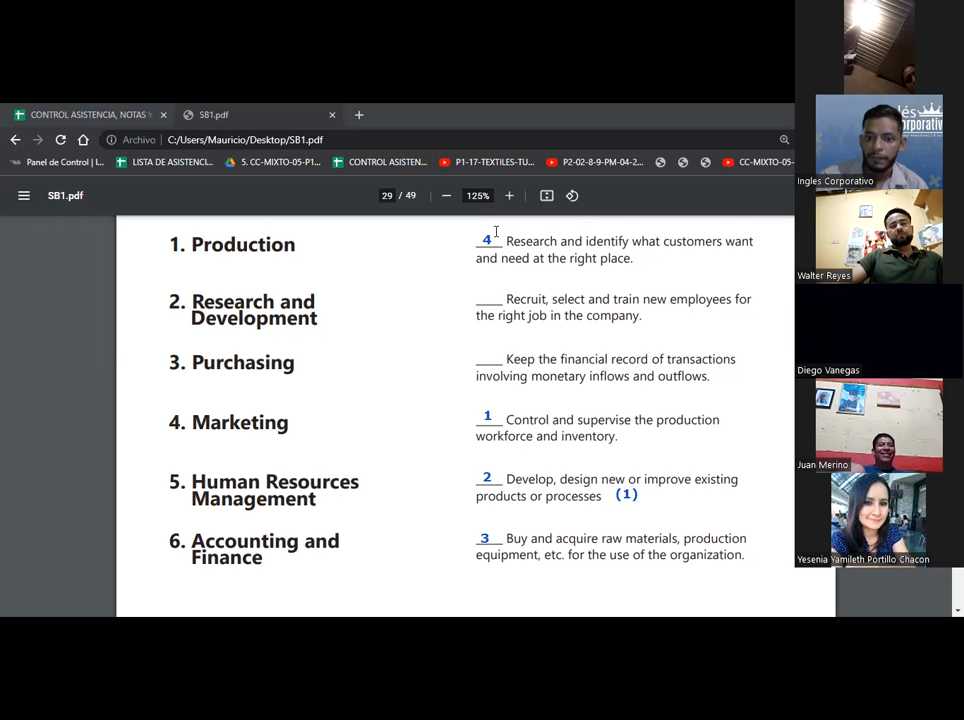 CONTROL ASISTENCIA, NOTAS Y
SB1.pdf
Archivo
C:/Users/Mauricio/Desktop/SB1.pdf
Panel de Control | I...
LISTA DE ASISTENCI...
5. CC-MIXTO-05-P1...
CONTROL ASISTEN...
P1-17-TEXTILES-TU...
P2-02-8-9-PM-04-2...
CC-MIXTO-05-
SB1.pdf
29 / 49
125%
1. Production
4 Research and identify what customers want
and need at the right place.
2. Research and
Development
____ Recruit, select and train new employees for
the right job in the company.
3. Purchasing
____ Keep the financial record of transactions
involving monetary inflows and outflows.
4. Marketing
1 Control and supervise the production
workforce and inventory.
5. Human Resources
Management
2 Develop, design new or improve existing
products or processes (1)
6. Accounting and
Finance
3 Buy and acquire raw materials, production
equipment, etc. for the use of the organization.
Ingles Corporativo
Walter Reyes
Diego Vanegas
Juan Merino
Yesenia Yamileth Portillo Chacon